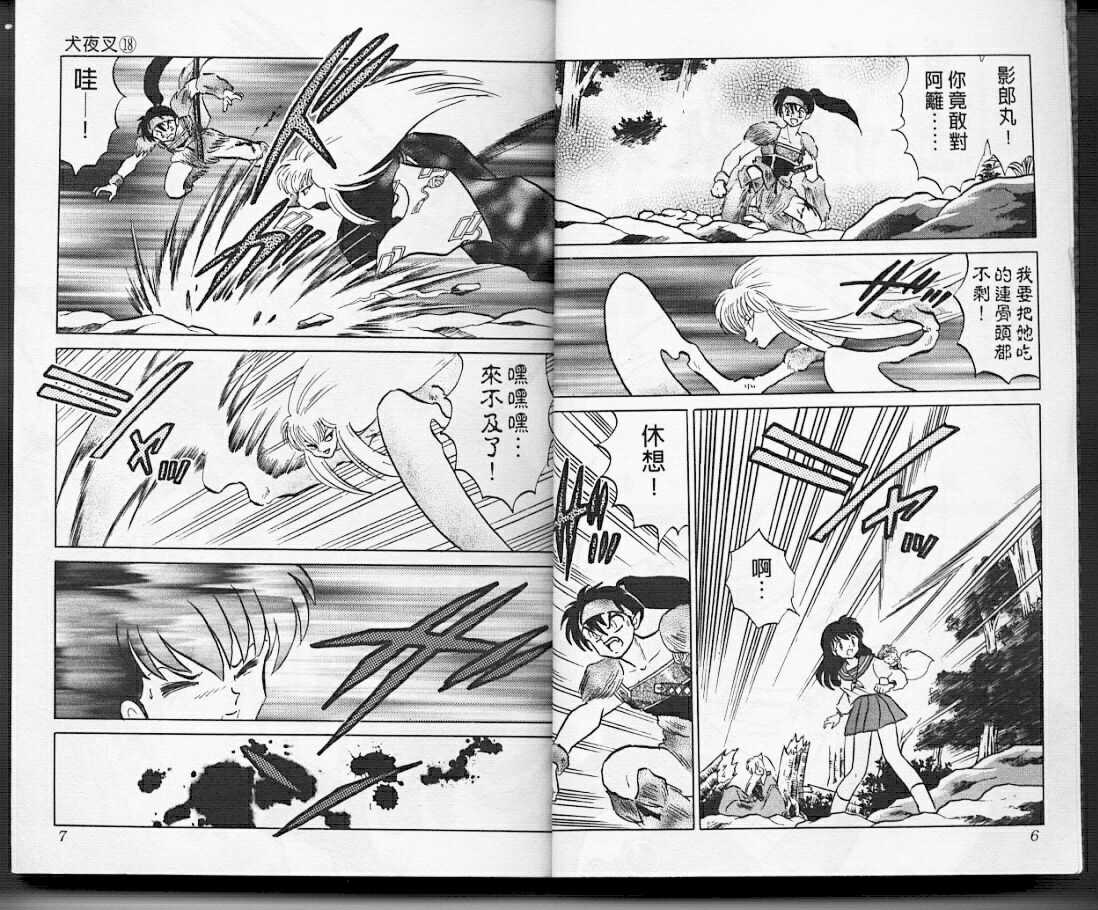 影郎丸！
你竟敢對
阿籬……
我要把她吃
的連骨頭都
不剩！
啊…
休想！
6
犬夜叉⑱
哇──！
嘿嘿嘿…
來不及了！
7